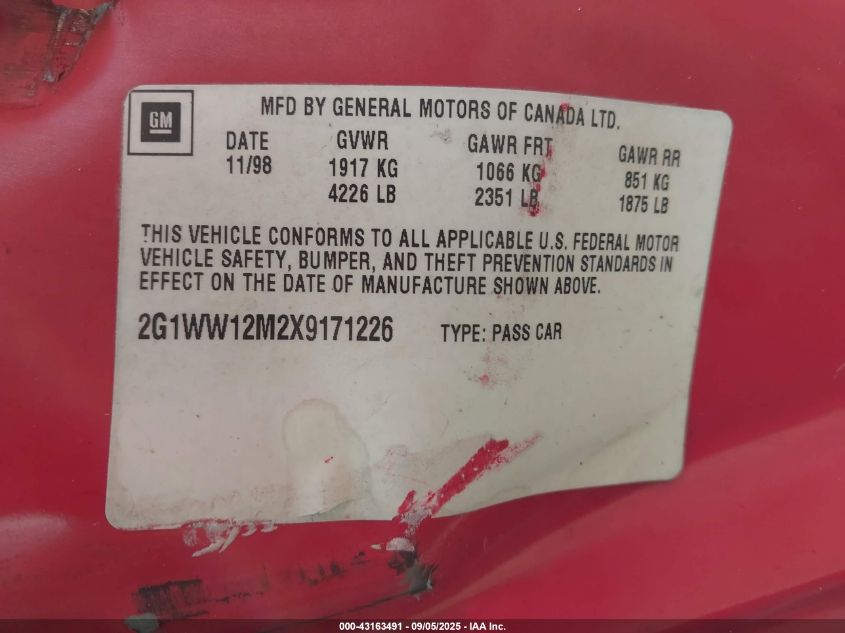 GM
MFD BY GENERAL MOTORS OF CANADA LTD.
DATE GVWR GAWR FRT GAWR RR
11/98 1917 KG 1066 KG 851 KG
4226 LB 2351 LB 1875 LB
THIS VEHICLE CONFORMS TO ALL APPLICABLE U.S. FEDERAL MOTOR
VEHICLE SAFETY, BUMPER, AND THEFT PREVENTION STANDARDS IN
EFFECT ON THE DATE OF MANUFACTURE SHOWN ABOVE.
2G1WW12M2X9171226 TYPE: PASS CAR
000-43163491 - 09/05/2025 - IAA Inc.